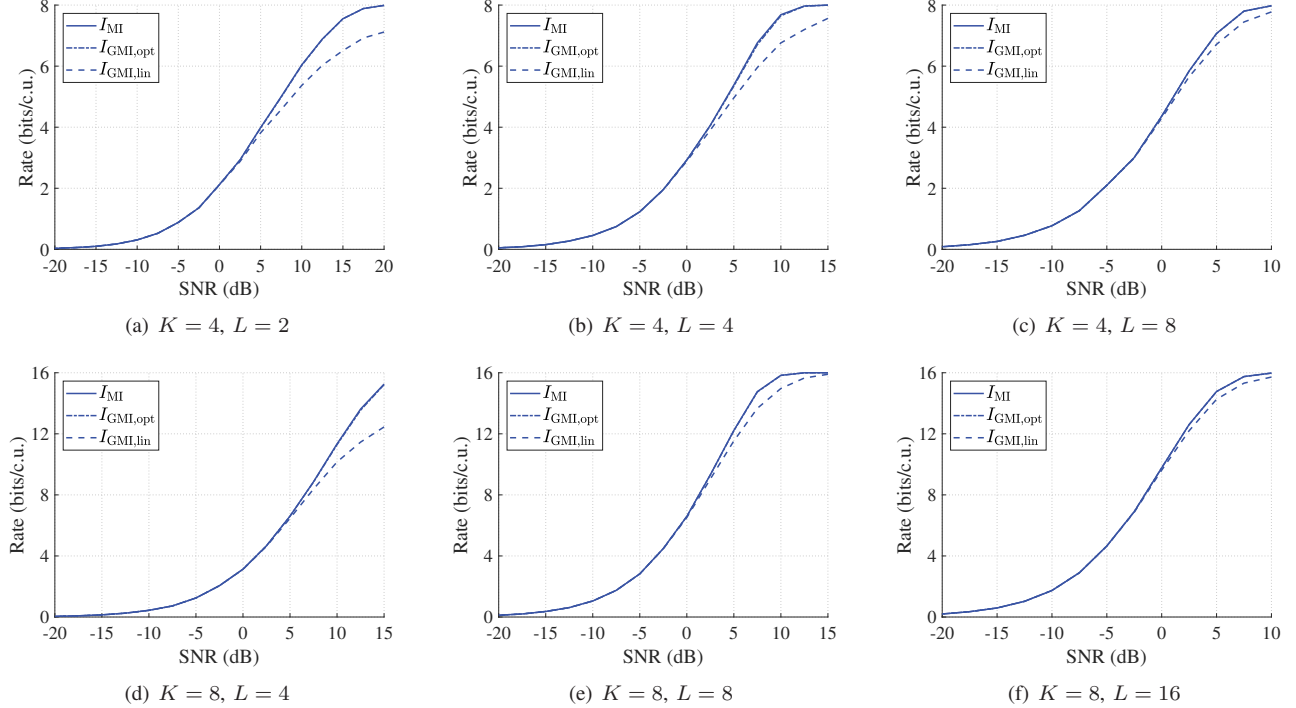 I_MI
I_GMI,opt
I_GMI,lin
Rate (bits/c.u.)
8
6
4
2
0
-20 -15 -10 -5 0 5 10 15 20
SNR (dB)
(a) K = 4, L = 2
I_MI
I_GMI,opt
I_GMI,lin
Rate (bits/c.u.)
8
6
4
2
0
-20 -15 -10 -5 0 5 10 15
SNR (dB)
(b) K = 4, L = 4
I_MI
I_GMI,opt
I_GMI,lin
Rate (bits/c.u.)
8
6
4
2
0
-20 -15 -10 -5 0 5 10
SNR (dB)
(c) K = 4, L = 8
I_MI
I_GMI,opt
I_GMI,lin
Rate (bits/c.u.)
16
12
8
4
0
-20 -15 -10 -5 0 5 10 15
SNR (dB)
(d) K = 8, L = 4
I_MI
I_GMI,opt
I_GMI,lin
Rate (bits/c.u.)
16
12
8
4
0
-20 -15 -10 -5 0 5 10 15
SNR (dB)
(e) K = 8, L = 8
I_MI
I_GMI,opt
I_GMI,lin
Rate (bits/c.u.)
16
12
8
4
0
-20 -15 -10 -5 0 5 10
SNR (dB)
(f) K = 8, L = 16